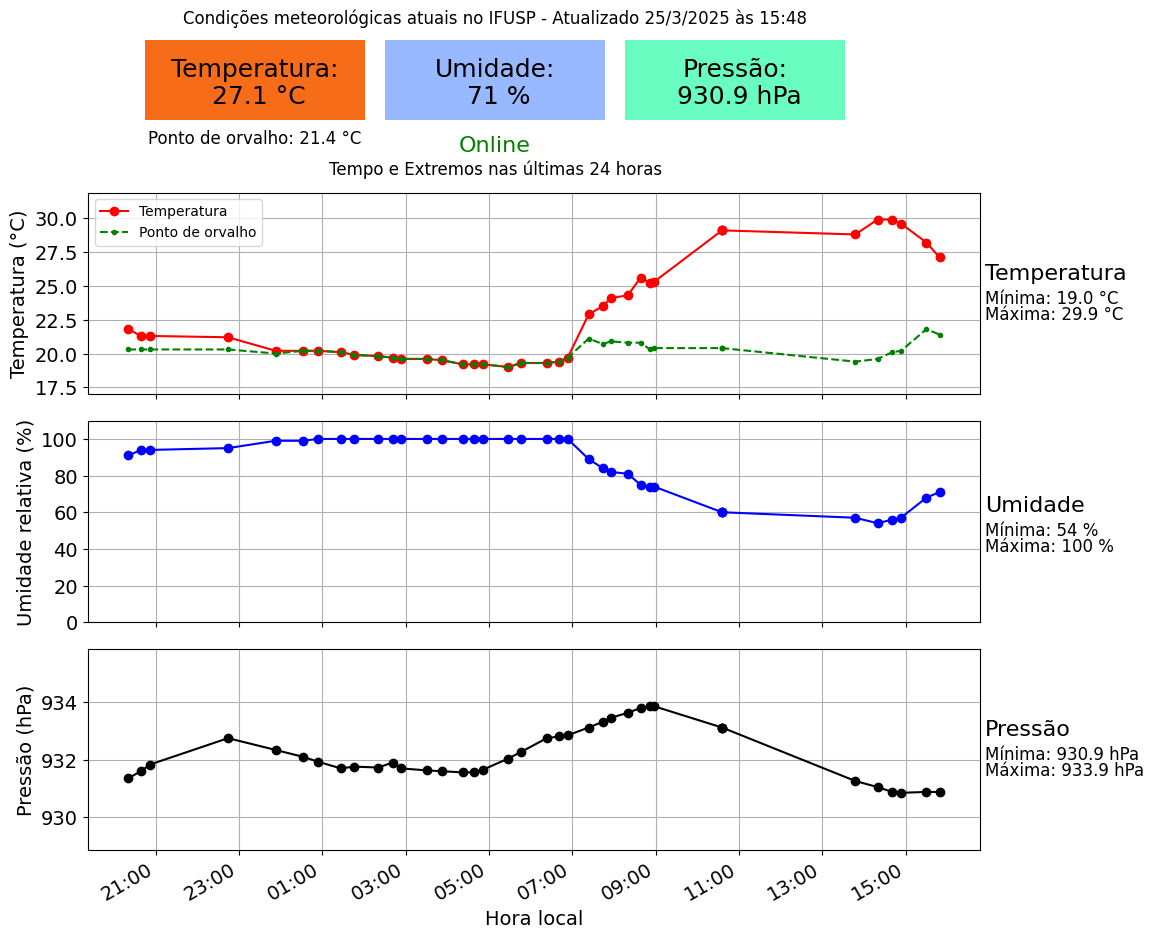 Condições meteorológicas atuais no IFUSP - Atualizado 25/3/2025 às 15:48
Temperatura:
27.1 °C
Umidade:
71 %
Pressão:
930.9 hPa
Ponto de orvalho: 21.4 °C
Online
Tempo e Extremos nas últimas 24 horas
Temperatura (°C)
30.0
27.5
25.0
22.5
20.0
17.5
Temperatura
Ponto de orvalho
Temperatura
Mínima: 19.0 °C
Máxima: 29.9 °C
Umidade relativa (%)
100
80
60
40
20
0
Umidade
Mínima: 54 %
Máxima: 100 %
Pressão (hPa)
934
932
930
Pressão
Mínima: 930.9 hPa
Máxima: 933.9 hPa
21:00
23:00
01:00
03:00
05:00
07:00
09:00
11:00
13:00
15:00
Hora local